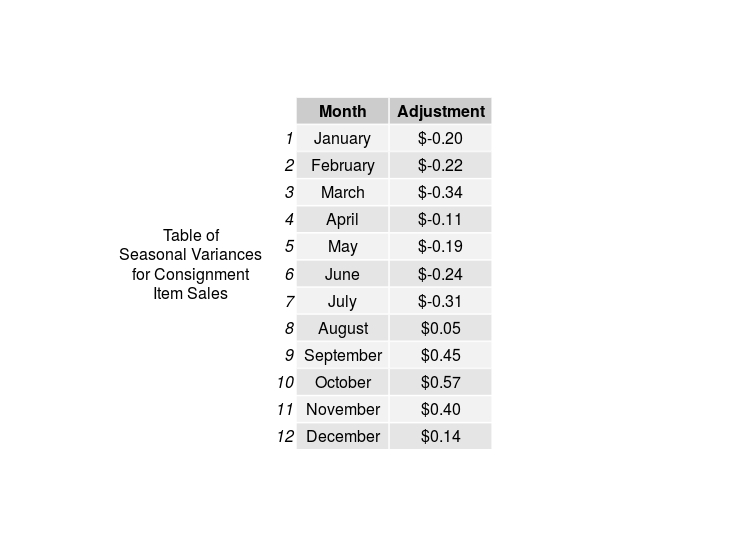 Table of
Seasonal Variances
for Consignment
Item Sales
Month Adjustment
1 January $-0.20
2 February $-0.22
3 March $-0.34
4 April $-0.11
5 May $-0.19
6 June $-0.24
7 July $-0.31
8 August $0.05
9 September $0.45
10 October $0.57
11 November $0.40
12 December $0.14